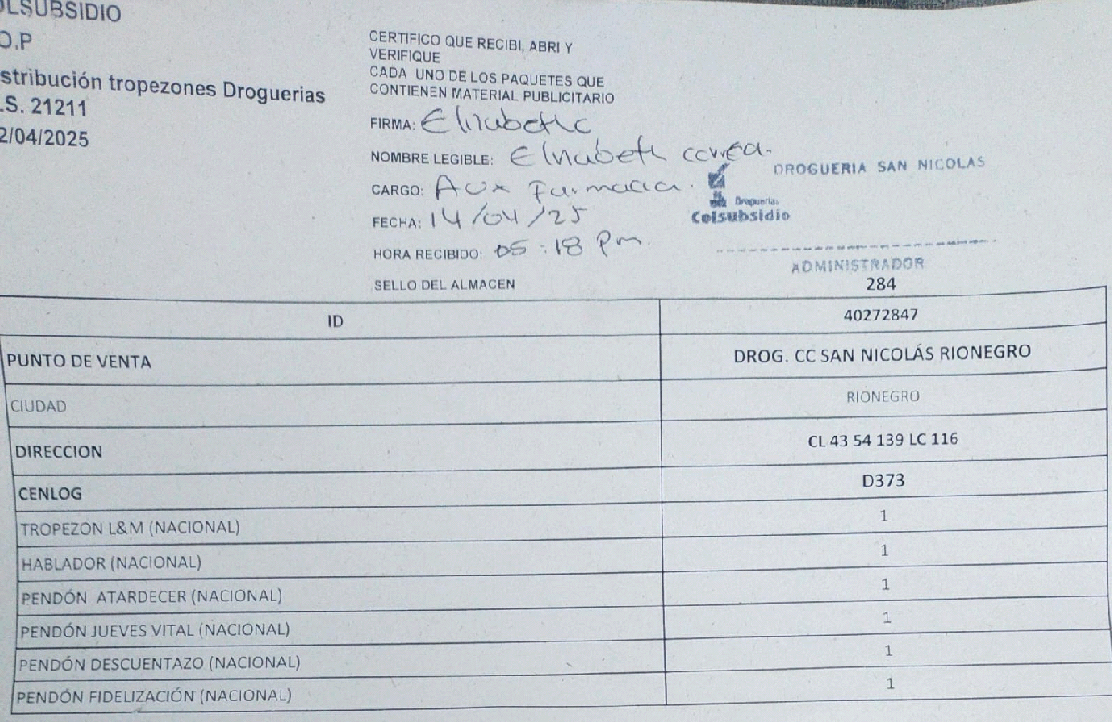 OLSUBSIDIO
O.P
stribución tropezones Droguerias
.S. 21211
2/04/2025
CERTIFICO QUE RECIBI, ABRI Y
VERIFIQUE
CADA UNO DE LOS PAQUETES QUE
CONTIENEN MATERIAL PUBLICITARIO
FIRMA: Elizabeth C
NOMBRE LEGIBLE: Elizabeth correa.
CARGO: Aux Farmacia.
FECHA: 14/04/25
HORA RECIBIDO: 05:18 Pm.
SELLO DEL ALMACEN
DROGUERIA SAN NICOLAS
Droguerías
Colsubsidio
ADMINISTRADOR
284
ID 40272847
PUNTO DE VENTA DROG. CC SAN NICOLÁS RIONEGRO
CIUDAD RIONEGRO
DIRECCION CL 43 54 139 LC 116
CENLOG D373
TROPEZON L&M (NACIONAL) 1
HABLADOR (NACIONAL) 1
PENDÓN ATARDECER (NACIONAL) 1
PENDÓN JUEVES VITAL (NACIONAL) 1
PENDÓN DESCUENTAZO (NACIONAL) 1
PENDÓN FIDELIZACIÓN (NACIONAL) 1